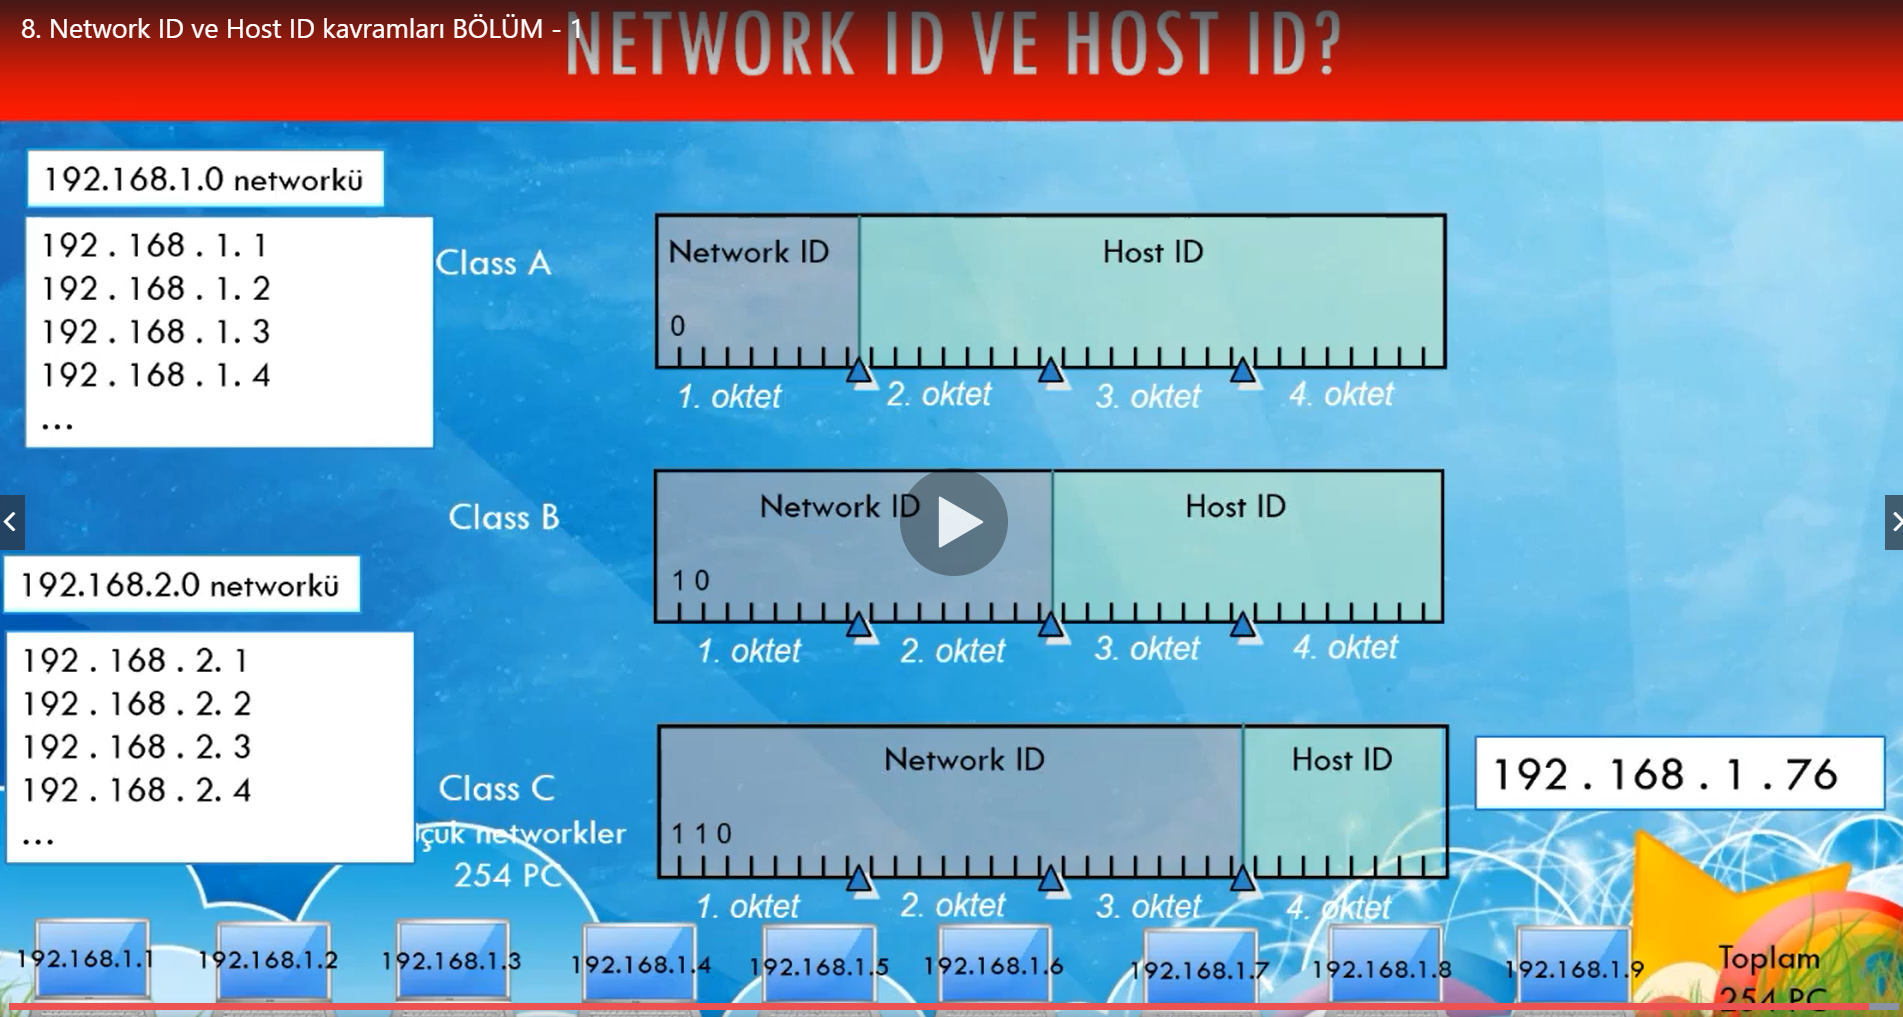 8. Network ID ve Host ID kavramları BÖLÜM - 1
NETWORK ID VE HOST ID?
192.168.1.0 networkü
192 . 168 . 1. 1
192 . 168 . 1. 2
192 . 168 . 1. 3
192 . 168 . 1. 4
...
Class A
Network ID
Host ID
0
1. oktet
2. oktet
3. oktet
4. oktet
Class B
Network ID
Host ID
1 0
1. oktet
2. oktet
3. oktet
4. oktet
192.168.2.0 networkü
192 . 168 . 2. 1
192 . 168 . 2. 2
192 . 168 . 2. 3
192 . 168 . 2. 4
...
Class C
çuk networkler
254 PC
Network ID
Host ID
1 1 0
1. oktet
2. oktet
3. oktet
4. oktet
192 . 168 . 1 . 76
192.168.1.1
192.168.1.2
192.168.1.3
192.168.1.4
192.168.1.5
192.168.1.6
192.168.1.7
192.168.1.8
192.168.1.9
Toplam
254 PC